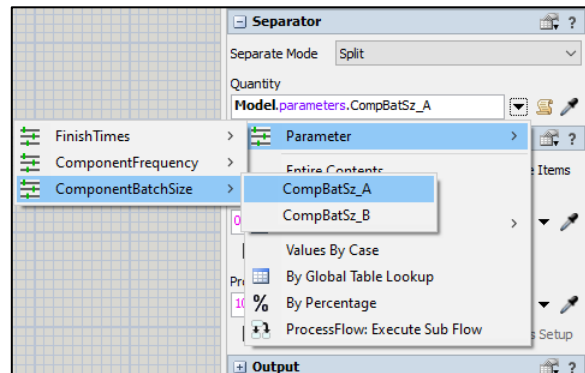 Separator
?
Separate Mode Split
Quantity
Model.parameters.CompBatSz_A
FinishTimes >
ComponentFrequency >
ComponentBatchSize >
Parameter >
?
Entire Contents
Items
CompBatSz_A
CompBatSz_B
>
Values By Case
By Global Table Lookup
% By Percentage
ProcessFlow: Execute Sub Flow
Setup
Output
?